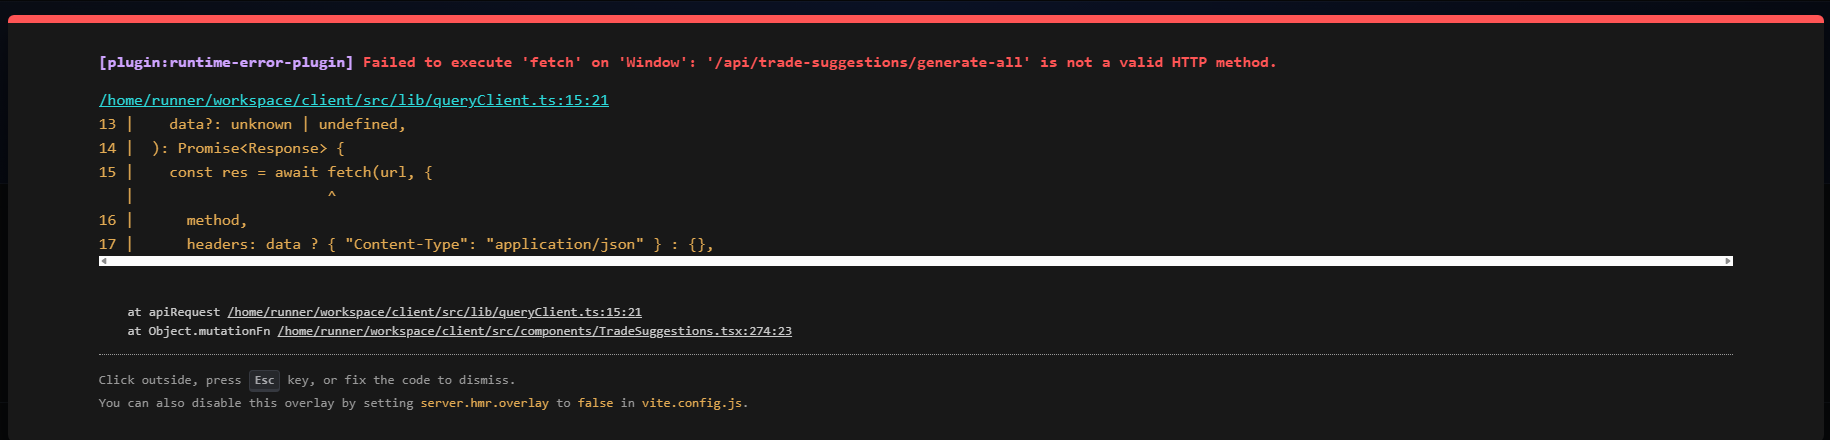 [plugin:runtime-error-plugin] Failed to execute 'fetch' on 'Window': '/api/trade-suggestions/generate-all' is not a valid HTTP method.
/home/runner/workspace/client/src/lib/queryClient.ts:15:21
13 |    data?: unknown | undefined,
14 |  ): Promise<Response> {
15 |    const res = await fetch(url, {
   |                      ^
16 |      method,
17 |      headers: data ? { "Content-Type": "application/json" } : {},
at apiRequest /home/runner/workspace/client/src/lib/queryClient.ts:15:21
at Object.mutationFn /home/runner/workspace/client/src/components/TradeSuggestions.tsx:274:23
Click outside, press Esc key, or fix the code to dismiss.
You can also disable this overlay by setting server.hmr.overlay to false in vite.config.js.